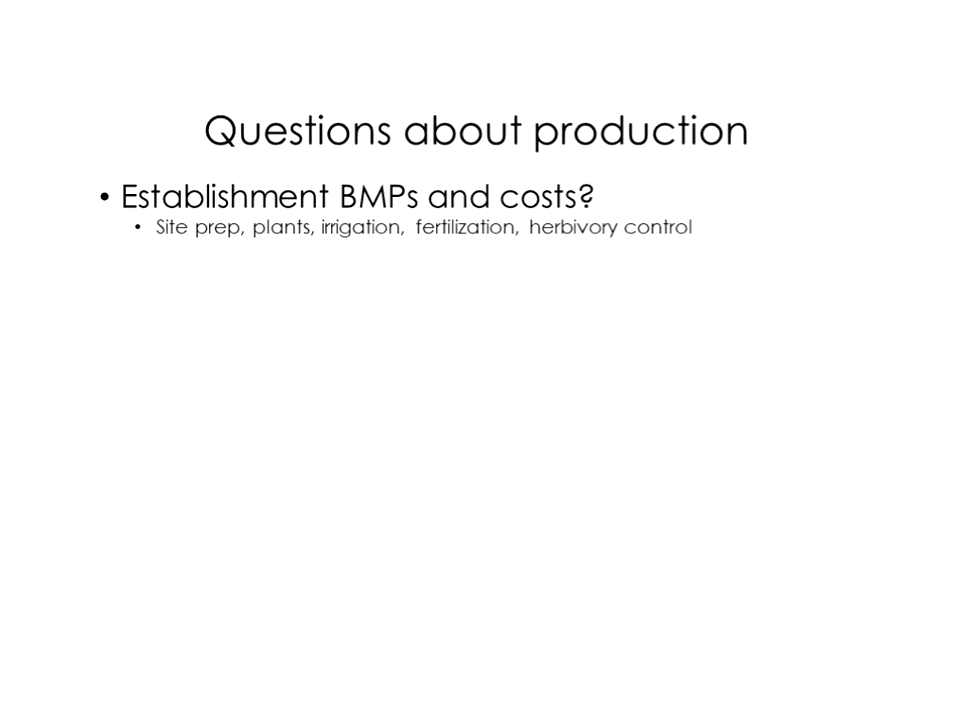 Questions about production
• Establishment BMPs and costs?
• Site prep, plants, irrigation, fertilization, herbivory control